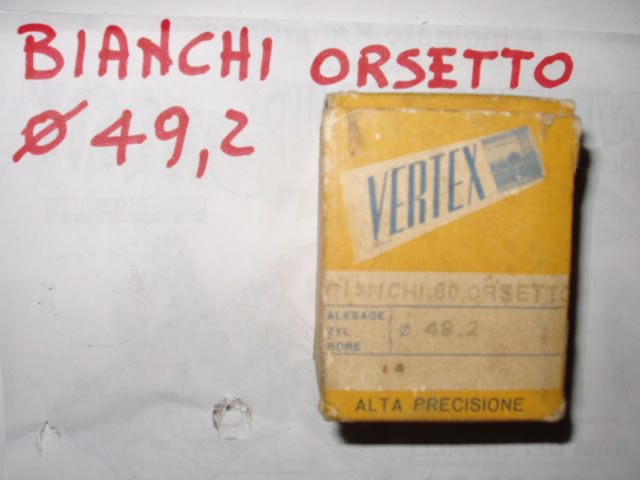 BIANCHI ORSETTO
Ø 49,2
VERTEX
BIANCHI 80 ORSETTO
ALESAGE
ZYL
BORE
Ø 49.2
ALTA PRECISIONE